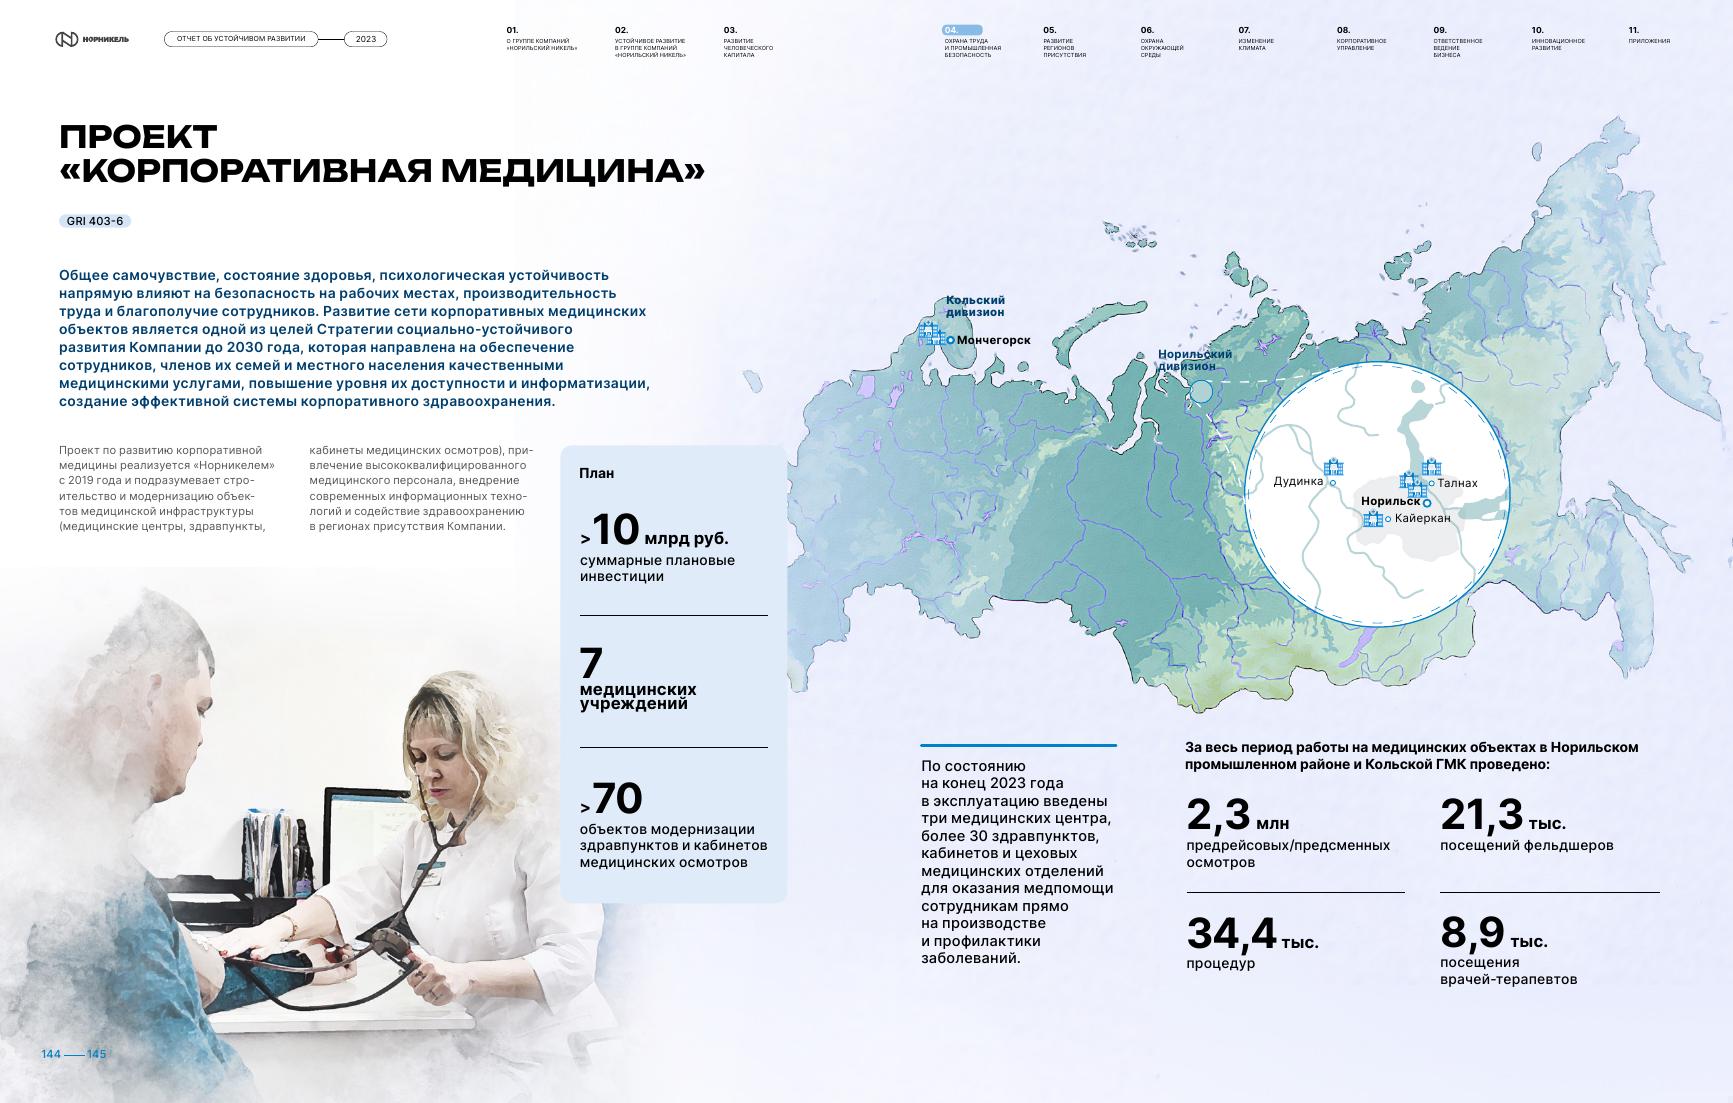 НОРНИКЕЛЬ
ОТЧЕТ ОБ УСТОЙЧИВОМ РАЗВИТИИ
2023
01.
О ГРУППЕ КОМПАНИЙ
«НОРИЛЬСКИЙ НИКЕЛЬ»
02.
УСТОЙЧИВОЕ РАЗВИТИЕ
В ГРУППЕ КОМПАНИЙ
«НОРИЛЬСКИЙ НИКЕЛЬ»
03.
РАЗВИТИЕ
ЧЕЛОВЕЧЕСКОГО
КАПИТАЛА
04.
ОХРАНА ТРУДА
И ПРОМЫШЛЕННАЯ
БЕЗОПАСНОСТЬ
05.
РАЗВИТИЕ
РЕГИОНОВ
ПРИСУТСТВИЯ
06.
ОХРАНА
ОКРУЖАЮЩЕЙ
СРЕДЫ
07.
ИЗМЕНЕНИЕ
КЛИМАТА
08.
КОРПОРАТИВНОЕ
УПРАВЛЕНИЕ
09.
ОТВЕТСТВЕННОЕ
ВЕДЕНИЕ
БИЗНЕСА
10.
ИННОВАЦИОННОЕ
РАЗВИТИЕ
11.
ПРИЛОЖЕНИЯ
ПРОЕКТ
«КОРПОРАТИВНАЯ МЕДИЦИНА»
GRI 403-6
Общее самочувствие, состояние здоровья, психологическая устойчивость
напрямую влияют на безопасность на рабочих местах, производительность
труда и благополучие сотрудников. Развитие сети корпоративных медицинских
объектов является одной из целей Стратегии социально-устойчивого
развития Компании до 2030 года, которая направлена на обеспечение
сотрудников, членов их семей и местного населения качественными
медицинскими услугами, повышение уровня их доступности и информатизации,
создание эффективной системы корпоративного здравоохранения.
Проект по развитию корпоративной
медицины реализуется «Норникелем»
с 2019 года и подразумевает стро-
ительство и модернизацию объек-
тов медицинской инфраструктуры
(медицинские центры, здравпункты,
кабинеты медицинских осмотров), при-
влечение высококвалифицированного
медицинского персонала, внедрение
современных информационных техно-
логий и содействие здравоохранению
в регионах присутствия Компании.
План
>10 млрд руб.
суммарные плановые
инвестиции
7
медицинских
учреждений
>70
объектов модернизации
здравпунктов и кабинетов
медицинских осмотров
Кольский
дивизион
Мончегорск
Норильский
дивизион
Дудинка
Талнах
Норильск
Кайеркан
По состоянию
на конец 2023 года
в эксплуатацию введены
три медицинских центра,
более 30 здравпунктов,
кабинетов и цеховых
медицинских отделений
для оказания медпомощи
сотрудникам прямо
на производстве
и профилактики
заболеваний.
За весь период работы на медицинских объектах в Норильском
промышленном районе и Кольской ГМК проведено:
2,3 млн
предрейсовых/предсменных
осмотров
21,3 тыс.
посещений фельдшеров
34,4 тыс.
процедур
8,9 тыс.
посещения
врачей-терапевтов
144 — 145